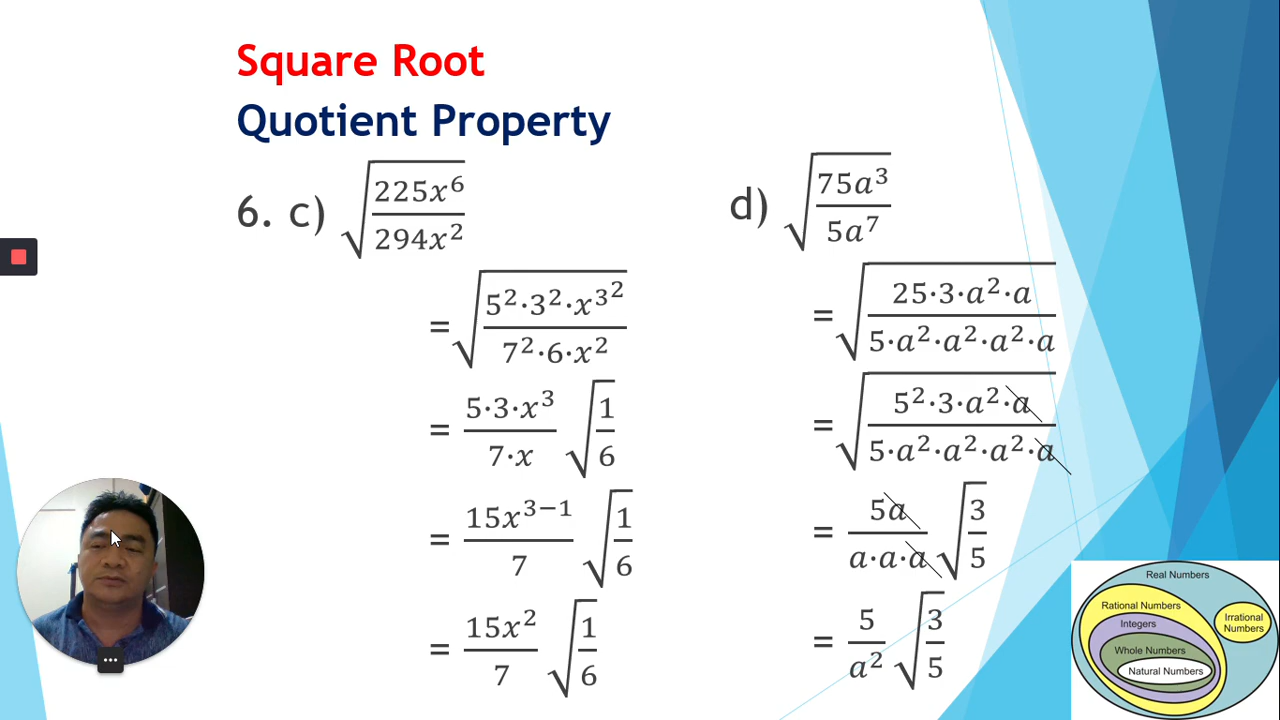 Square Root
Quotient Property
6. c) √(225x⁶/294x²)
= √(5²·3²·x³²/7²·6·x²)
= 5·3·x³/7·x √(1/6)
= 15x³⁻¹/7 √(1/6)
= 15x²/7 √(1/6)
d) √(75a³/5a⁷)
= √(25·3·a²·a/5·a²·a²·a²·a)
= √(5²·3·a²·a/5·a²·a²·a²·a)
= 5a/a·a·a √(3/5)
= 5/a² √(3/5)
Real Numbers
Rational Numbers
Irrational
Numbers
Integers
Whole Numbers
Natural Numbers